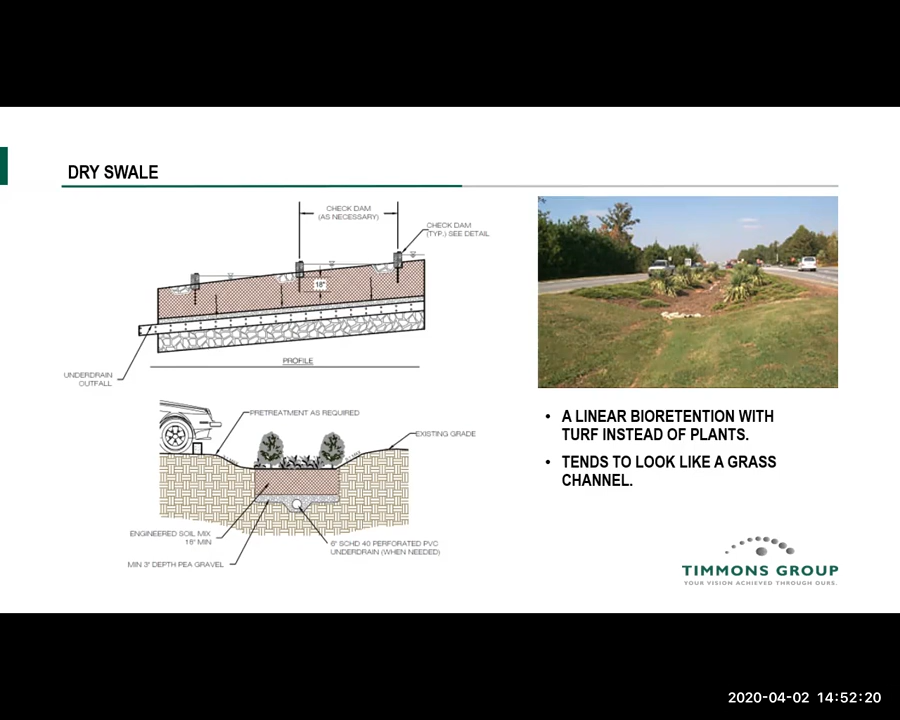 DRY SWALE
CHECK DAM
(AS NECESSARY)
CHECK DAM
(TYP.) SEE DETAIL
18"
UNDERDRAIN
OUTFALL
PROFILE
PRETREATMENT AS REQUIRED
EXISTING GRADE
ENGINEERED SOIL MIX
18" MIN
MIN 3" DEPTH PEA GRAVEL
6" SCHD 40 PERFORATED PVC
UNDERDRAIN (WHEN NEEDED)
• A LINEAR BIORETENTION WITH
TURF INSTEAD OF PLANTS.
• TENDS TO LOOK LIKE A GRASS
CHANNEL.
TIMMONS GROUP
YOUR VISION ACHIEVED THROUGH OURS.
2020-04-02 14:52:20